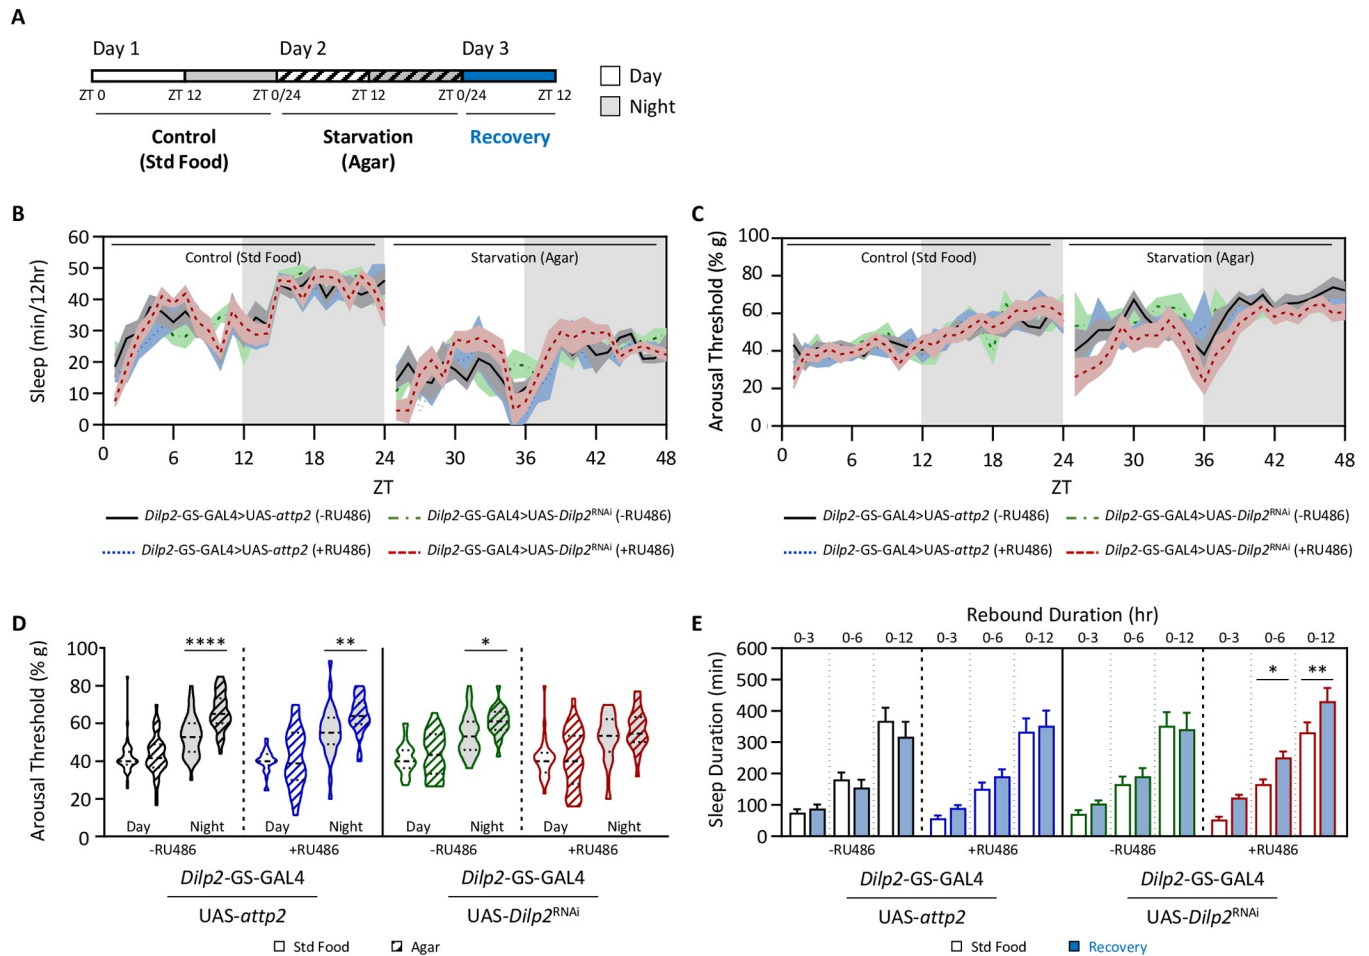 A
Day 1 Day 2 Day 3
ZT 0 ZT 12 ZT 0/24 ZT 12 ZT 0/24 ZT 12
Day
Night
Control
(Std Food)
Starvation
(Agar)
Recovery
B
Sleep (min/12hr)
60
50
40
30
20
10
0
Control (Std Food) Starvation (Agar)
0 6 12 18 24 30 36 42 48
ZT
Dilp2-GS-GAL4>UAS-attp2 (-RU486) Dilp2-GS-GAL4>UAS-Dilp2RNAi (-RU486)
Dilp2-GS-GAL4>UAS-attp2 (+RU486) Dilp2-GS-GAL4>UAS-Dilp2RNAi (+RU486)
C
Arousal Threshold (% g)
100
80
60
40
20
0
Control (Std Food) Starvation (Agar)
0 6 12 18 24 30 36 42 48
ZT
Dilp2-GS-GAL4>UAS-attp2 (-RU486) Dilp2-GS-GAL4>UAS-Dilp2RNAi (-RU486)
Dilp2-GS-GAL4>UAS-attp2 (+RU486) Dilp2-GS-GAL4>UAS-Dilp2RNAi (+RU486)
D
Arousal Threshold (% g)
100
80
60
40
20
0
**** ** *
Day Night Day Night Day Night Day Night
-RU486 +RU486 -RU486 +RU486
Dilp2-GS-GAL4 Dilp2-GS-GAL4
UAS-attp2 UAS-Dilp2RNAi
Std Food Agar
E
Rebound Duration (hr)
0-3 0-6 0-12 0-3 0-6 0-12 0-3 0-6 0-12 0-3 0-6 0-12
Sleep Duration (min)
600
500
400
300
200
100
0
* **
-RU486 +RU486 -RU486 +RU486
Dilp2-GS-GAL4 Dilp2-GS-GAL4
UAS-attp2 UAS-Dilp2RNAi
Std Food Recovery